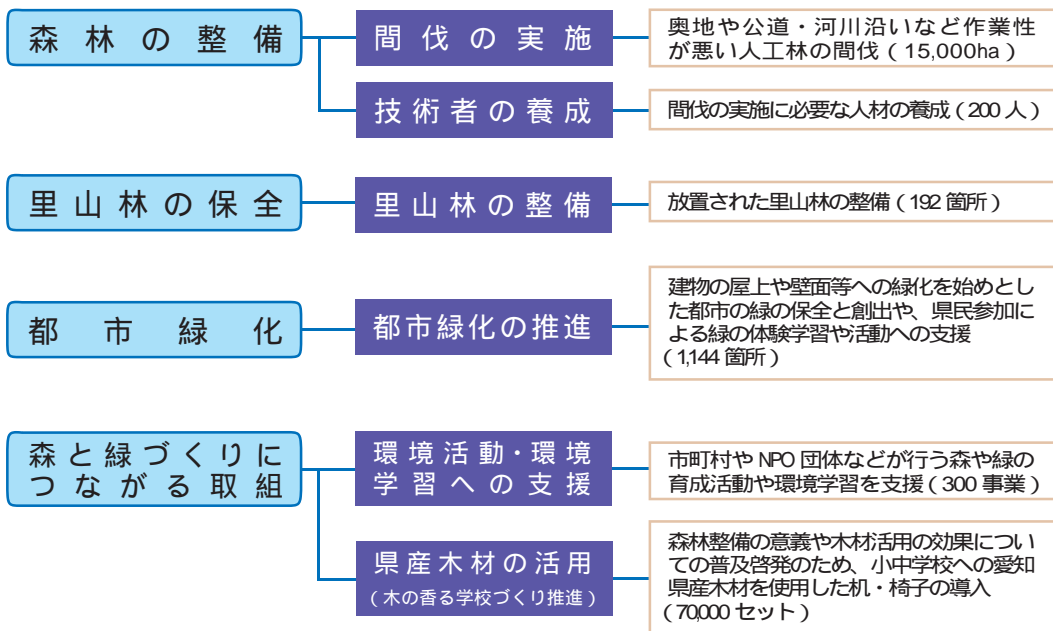 森林の整備
間伐の実施
奥地や公道・河川沿いなど作業性
が悪い人工林の間伐（15,000ha）
技術者の養成
間伐の実施に必要な人材の養成（200人）
里山林の保全
里山林の整備
放置された里山林の整備（192箇所）
都市緑化
都市緑化の推進
建物の屋上や壁面等への緑化を始めとし
た都市の緑の保全と創出や、県民参加に
よる緑の体験学習や活動への支援
（1,144箇所）
森と緑づくりに
つながる取組
環境活動・環境
学習への支援
市町村やNPO団体などが行う森や緑の
育成活動や環境学習を支援（300事業）
県産木材の活用
（木の香る学校づくり推進）
森林整備の意義や木材活用の効果につい
ての普及啓発のため、小中学校への愛知
県産木材を使用した机・椅子の導入
（70,000セット）